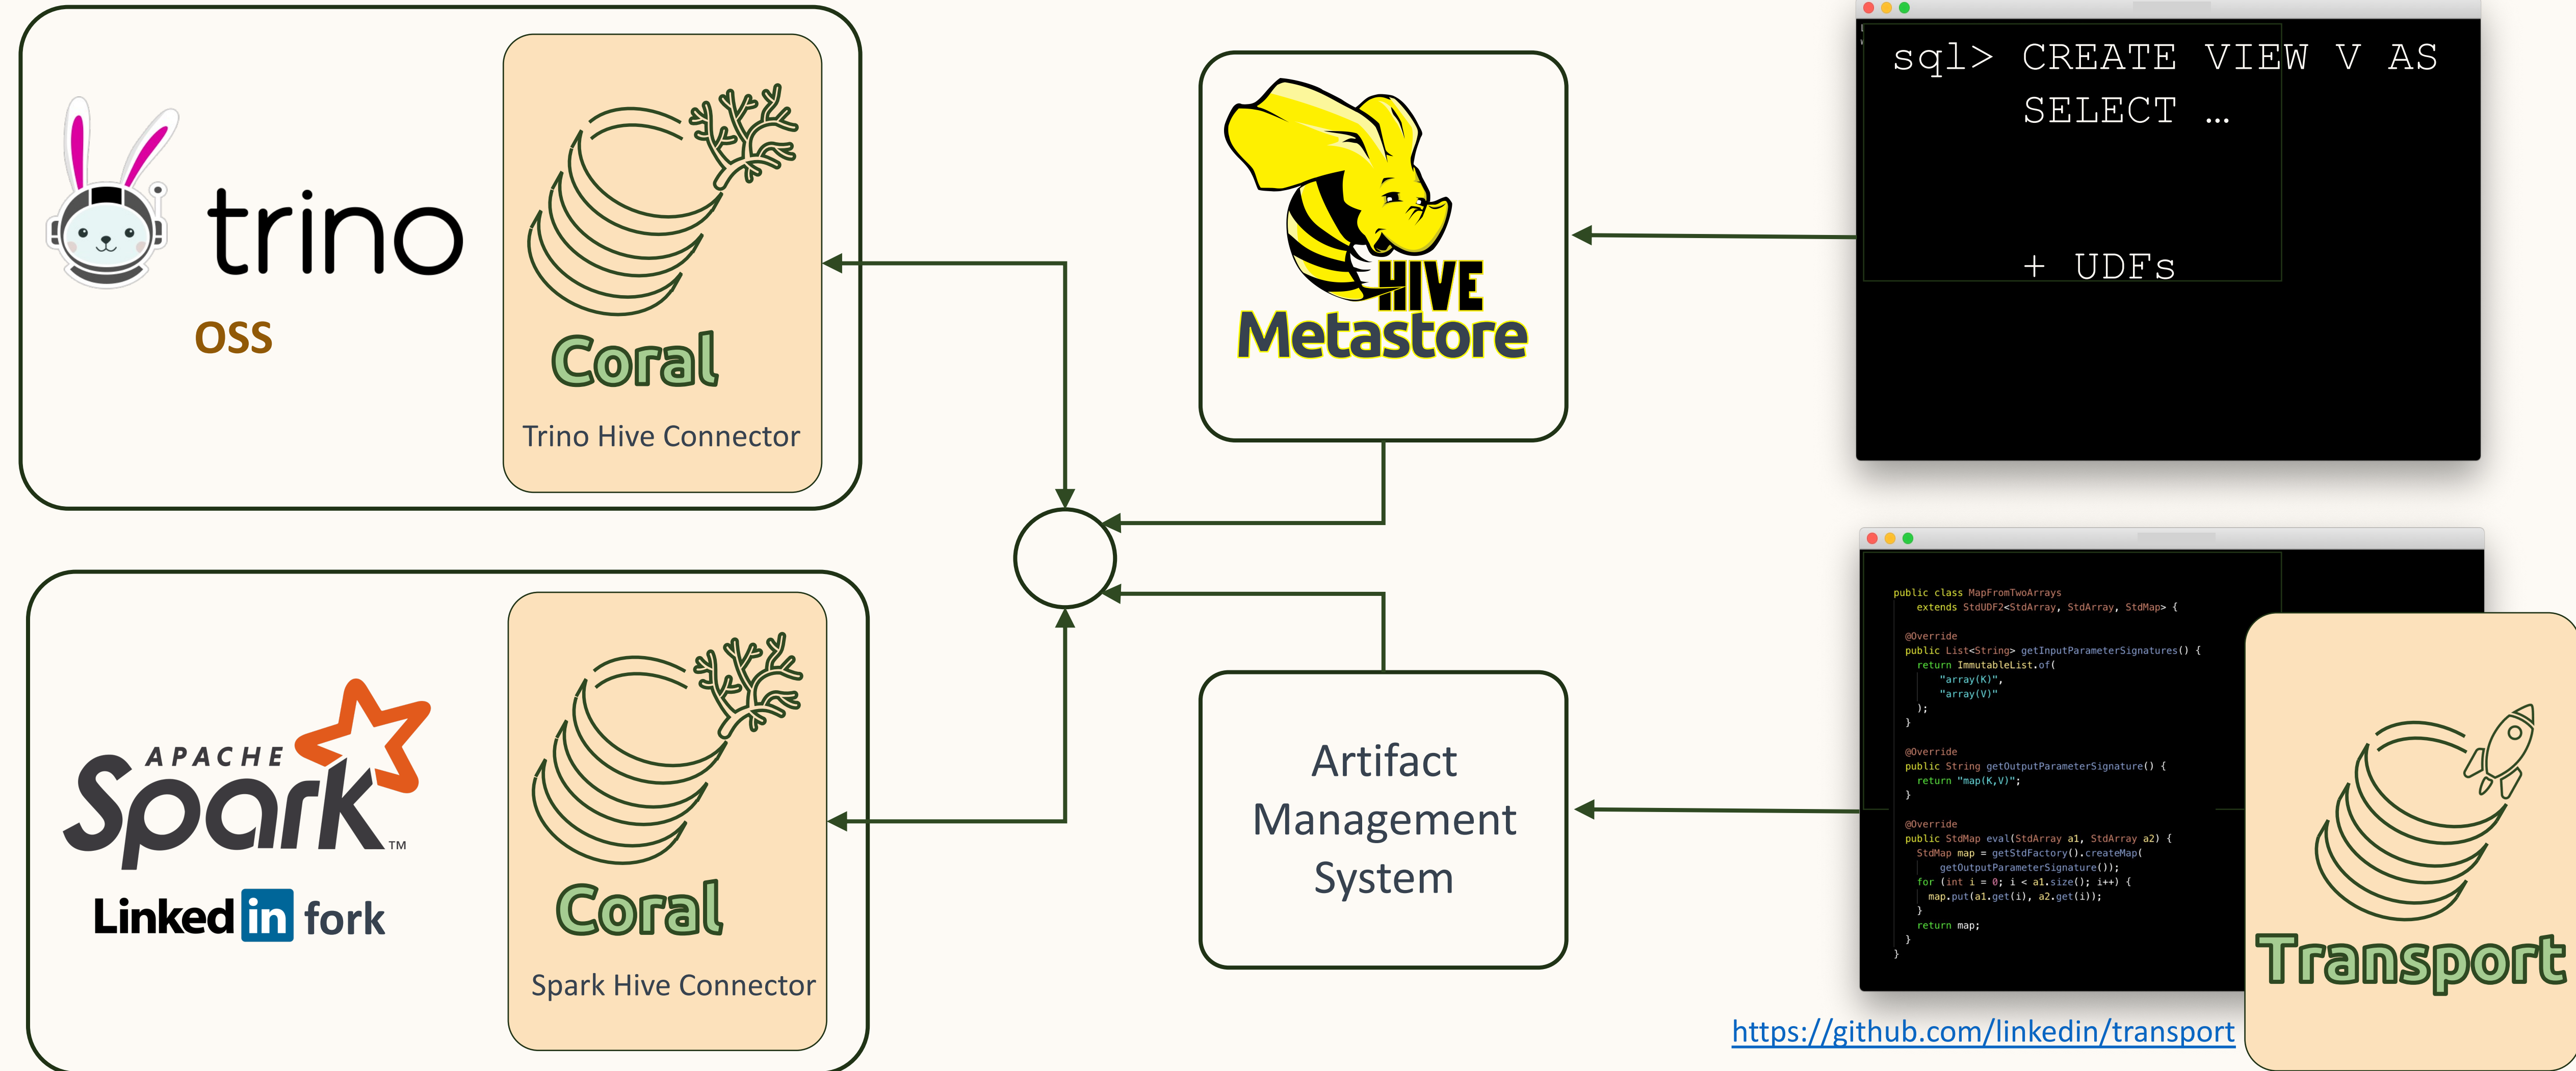 trino
OSS
Coral
Trino Hive Connector
HIVE
Metastore
sql> CREATE VIEW V AS
SELECT …
+ UDFs
APACHE
Spark™
Linkedin fork
Coral
Spark Hive Connector
Artifact
Management
System
public class MapFromTwoArrays
extends StdUDF2<StdArray, StdArray, StdMap> {
@Override
public List<String> getInputParameterSignatures() {
return ImmutableList.of(
"array(K)",
"array(V)"
);
}
@Override
public String getOutputParameterSignature() {
return "map(K,V)";
}
@Override
public StdMap eval(StdArray a1, StdArray a2) {
StdMap map = getStdFactory().createMap(
getOutputParameterSignature());
for (int i = 0; i < a1.size(); i++) {
map.put(a1.get(i), a2.get(i));
}
return map;
}
}
Transport
https://github.com/linkedin/transport